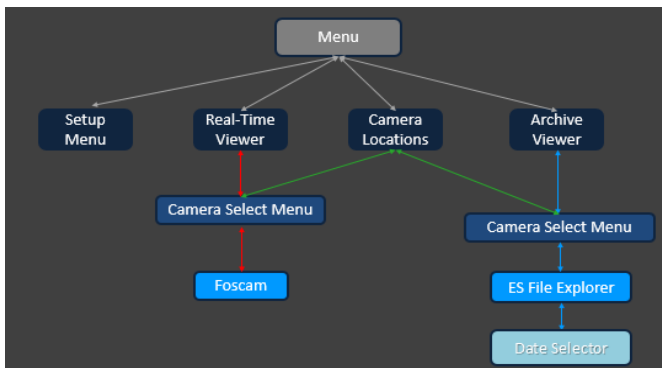 Menu
Setup
Menu
Real-Time
Viewer
Camera
Locations
Archive
Viewer
Camera Select Menu
Camera Select Menu
Foscam
ES File Explorer
Date Selector